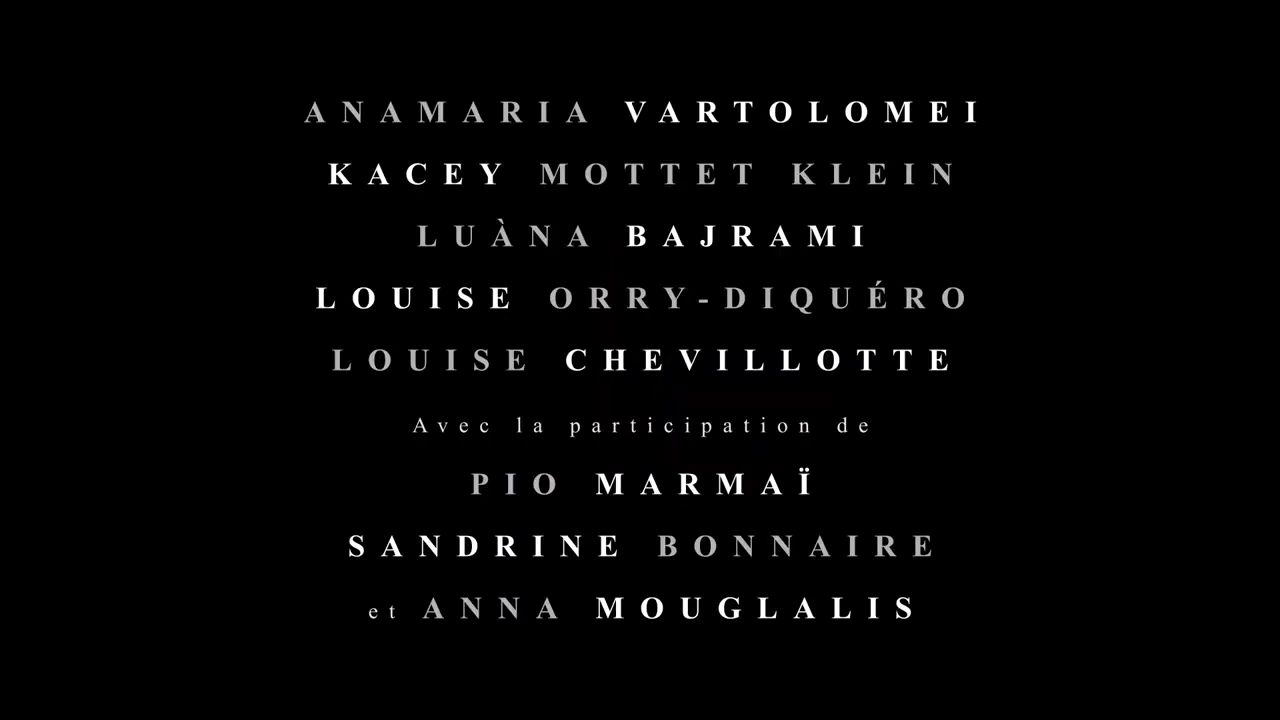 ANAMARIA VARTOLOMEI
KACEY MOTTET KLEIN
LUÀNA BAJRAMI
LOUISE ORRY-DIQUÉRO
LOUISE CHEVILLOTTE
Avec la participation de
PIO MARMAÏ
SANDRINE BONNAIRE
et ANNA MOUGLALIS